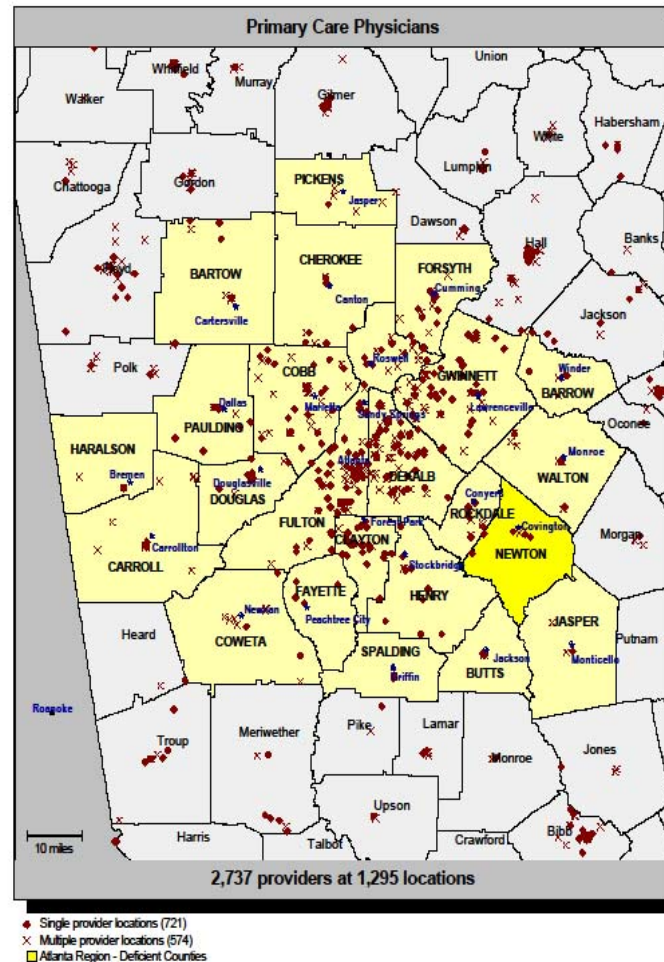 Primary Care Physicians
Union
Whitfield
Murray
Gilmer
Walker
White
Habersham
Lumpkin
Chattooga
Gordon
PICKENS
Jasper
Dawson
Hall
Banks
Floyd
BARTOW
CHEROKEE
FORSYTH
Cumming
Canton
Cartersville
Jackson
Polk
COBB
Roswell
GWINNETT
Winder
BARROW
Dallas
Marietta
Sandy Springs
Lawrenceville
PAULDING
Oconee
HARALSON
Bremen
Douglasville
Atlanta
DEKALB
Monroe
WALTON
DOUGLAS
Conyers
ROCKDALE
FULTON
Forest Park
Covington
CLAYTON
Morgan
Carrollton
CARROLL
Stockbridge
NEWTON
FAYETTE
HENRY
Newnan
Peachtree City
JASPER
Heard
COWETA
Putnam
SPALDING
Jackson
Monticello
BUTTS
Griffin
Roanoke
Troup
Meriwether
Pike
Lamar
Monroe
Jones
Upson
10 miles
Harris
Talbot
Crawford
Bibb
2,737 providers at 1,295 locations
Single provider locations (721)
Multiple provider locations (574)
Atlanta Region - Deficient Counties